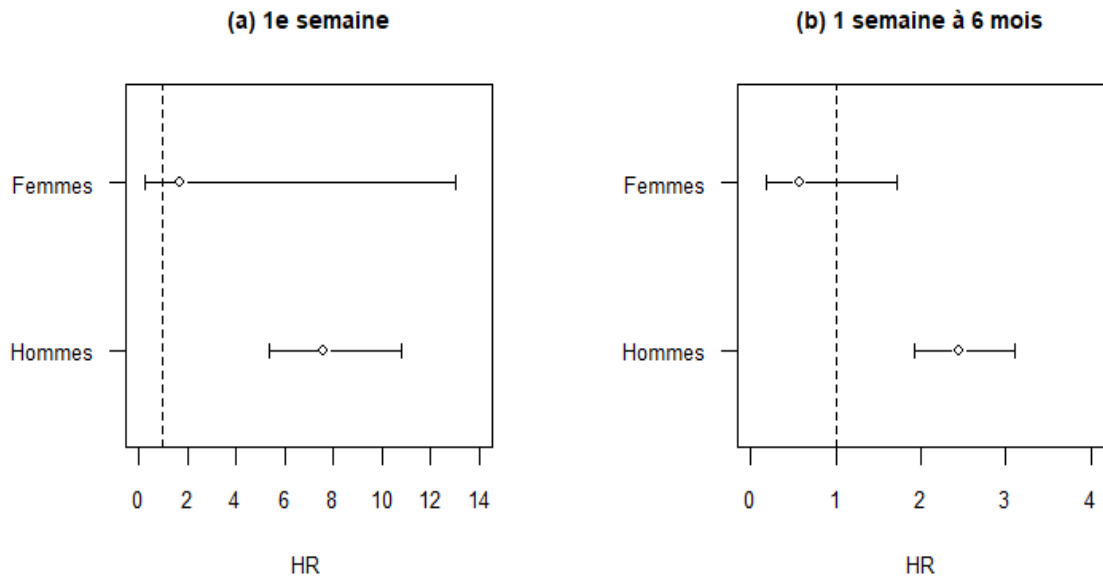 (a) 1e semaine
Femmes
Hommes
0 2 4 6 8 10 12 14
HR
(b) 1 semaine à 6 mois
Femmes
Hommes
0 1 2 3 4
HR